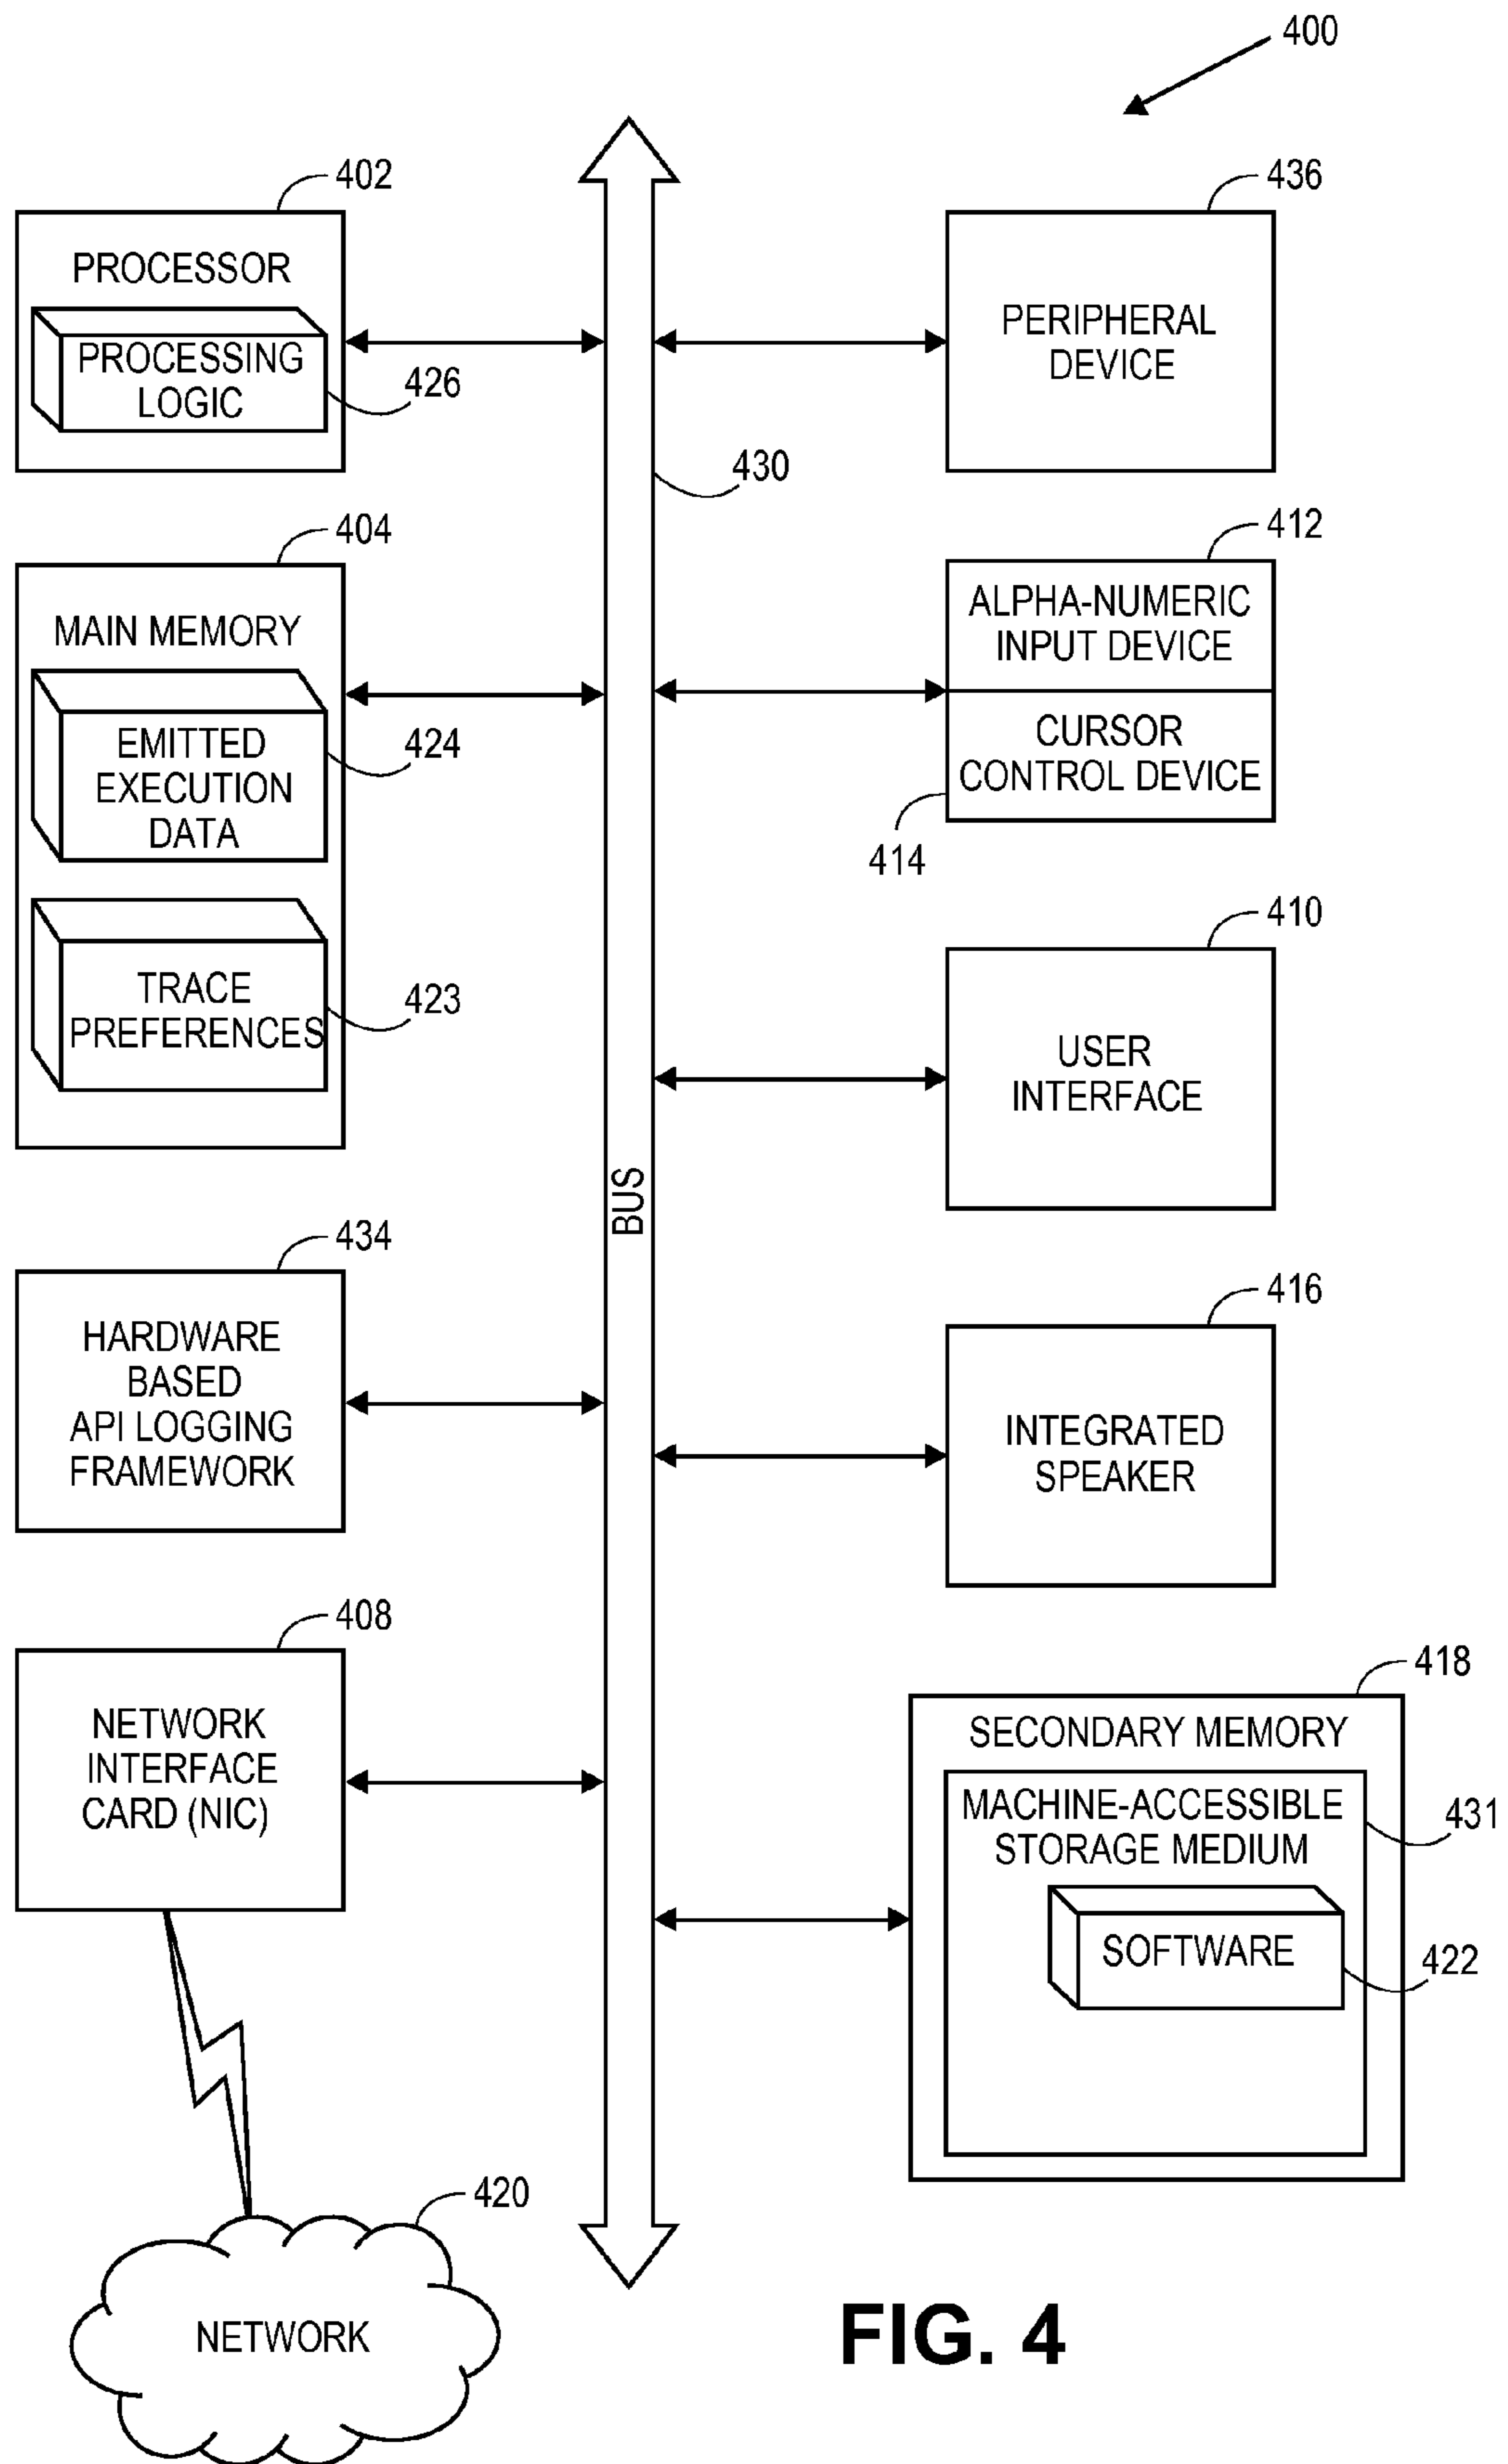 400
402
PROCESSOR
PROCESSING
LOGIC
426
404
MAIN MEMORY
EMITTED
EXECUTION
DATA
424
TRACE
PREFERENCES
423
434
HARDWARE
BASED
API LOGGING
FRAMEWORK
408
NETWORK
INTERFACE
CARD (NIC)
420
NETWORK
BUS
430
436
PERIPHERAL
DEVICE
412
ALPHA-NUMERIC
INPUT DEVICE
CURSOR
CONTROL DEVICE
414
410
USER
INTERFACE
416
INTEGRATED
SPEAKER
418
SECONDARY MEMORY
MACHINE-ACCESSIBLE
STORAGE MEDIUM
431
SOFTWARE
422
FIG. 4